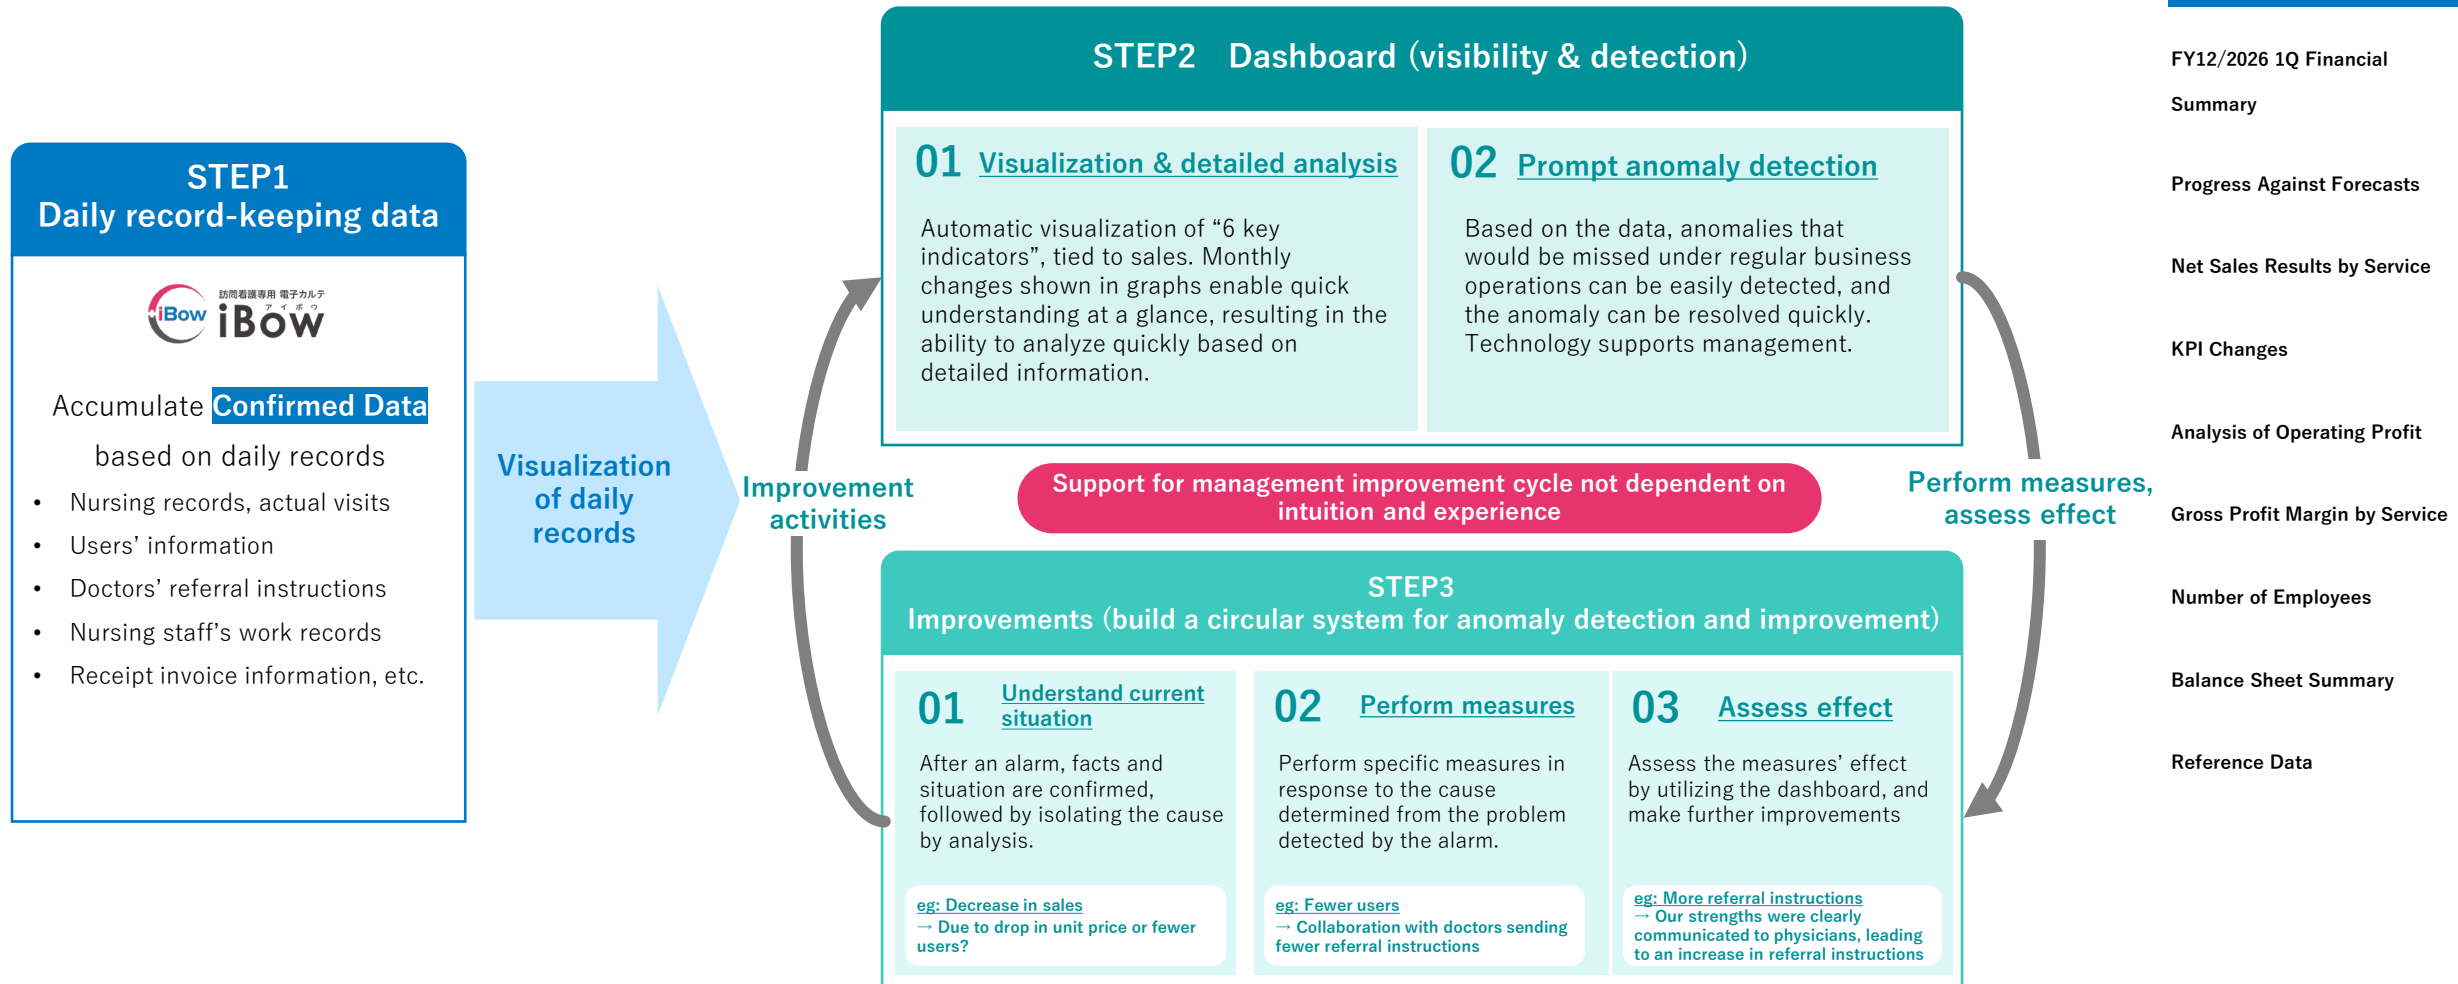 STEP1
Daily record-keeping data
iBow
訪問看護専用 電子カルテ
アイボウ
iBow
Accumulate Confirmed Data
based on daily records
• Nursing records, actual visits
• Users’ information
• Doctors’ referral instructions
• Nursing staff’s work records
• Receipt invoice information, etc.
Visualization
of daily
records
Improvement
activities
STEP2 Dashboard (visibility & detection)
01 Visualization & detailed analysis
Automatic visualization of “6 key
indicators”, tied to sales. Monthly
changes shown in graphs enable quick
understanding at a glance, resulting in the
ability to analyze quickly based on
detailed information.
02 Prompt anomaly detection
Based on the data, anomalies that
would be missed under regular business
operations can be easily detected, and
the anomaly can be resolved quickly.
Technology supports management.
Support for management improvement cycle not dependent on
intuition and experience
Perform measures,
assess effect
STEP3
Improvements (build a circular system for anomaly detection and improvement)
01 Understand current
situation
After an alarm, facts and
situation are confirmed,
followed by isolating the cause
by analysis.
eg: Decrease in sales
→ Due to drop in unit price or fewer
users?
02 Perform measures
Perform specific measures in
response to the cause
determined from the problem
detected by the alarm.
eg: Fewer users
→ Collaboration with doctors sending
fewer referral instructions
03 Assess effect
Assess the measures’ effect
by utilizing the dashboard, and
make further improvements
eg: More referral instructions
→ Our strengths were clearly
communicated to physicians, leading
to an increase in referral instructions
FY12/2026 1Q Financial
Summary
Progress Against Forecasts
Net Sales Results by Service
KPI Changes
Analysis of Operating Profit
Gross Profit Margin by Service
Number of Employees
Balance Sheet Summary
Reference Data